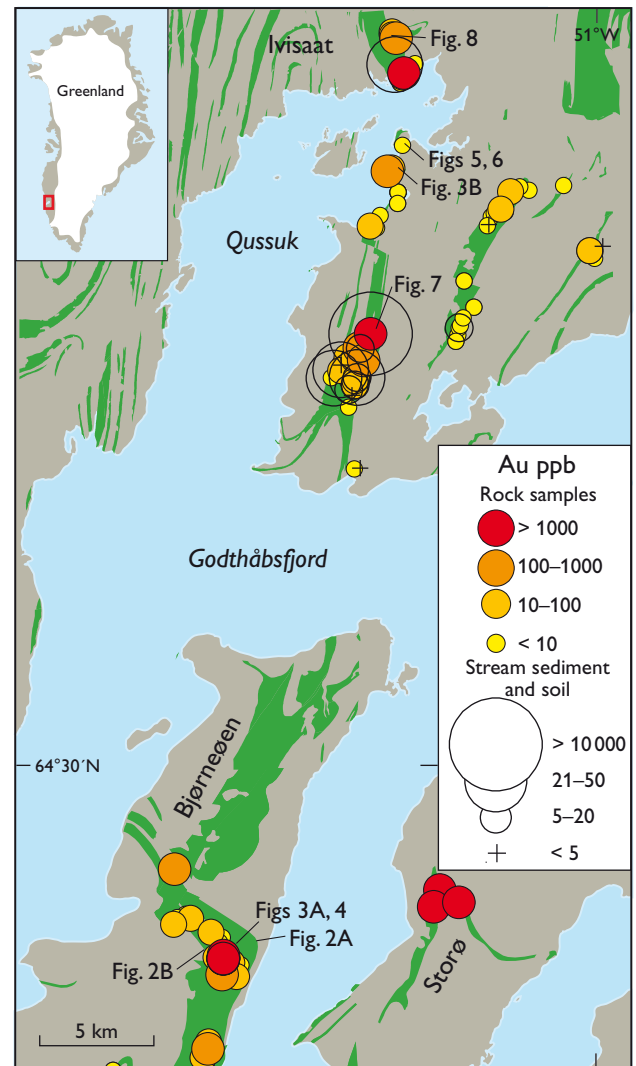 Greenland
Ivisaat
Fig. 8
51°W
Figs 5, 6
Fig. 3B
Qussuk
Fig. 7
Godthåbsfjord
Au ppb
Rock samples
> 1000
100–1000
10–100
< 10
Stream sediment
and soil
> 10 000
21–50
5–20
< 5
64°30´N
Bjørneøen
Figs 3A, 4
Fig. 2A
Fig. 2B
Storø
5 km